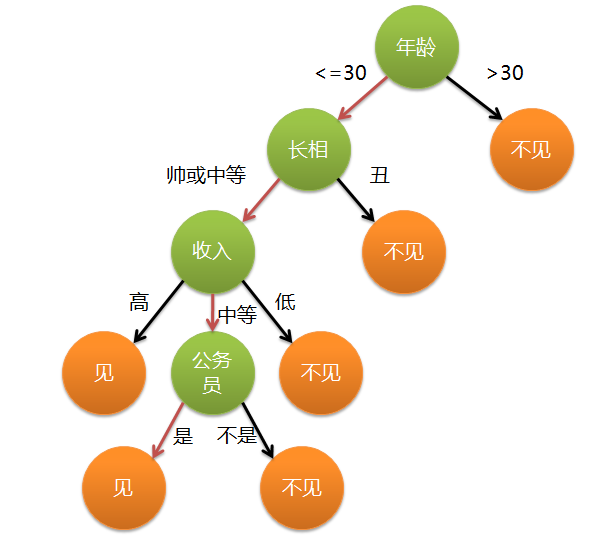 年龄
<=30
>30
长相
不见
帅或中等
丑
收入
不见
高
中等
低
见
公务
员
不见
是
不是
见
不见